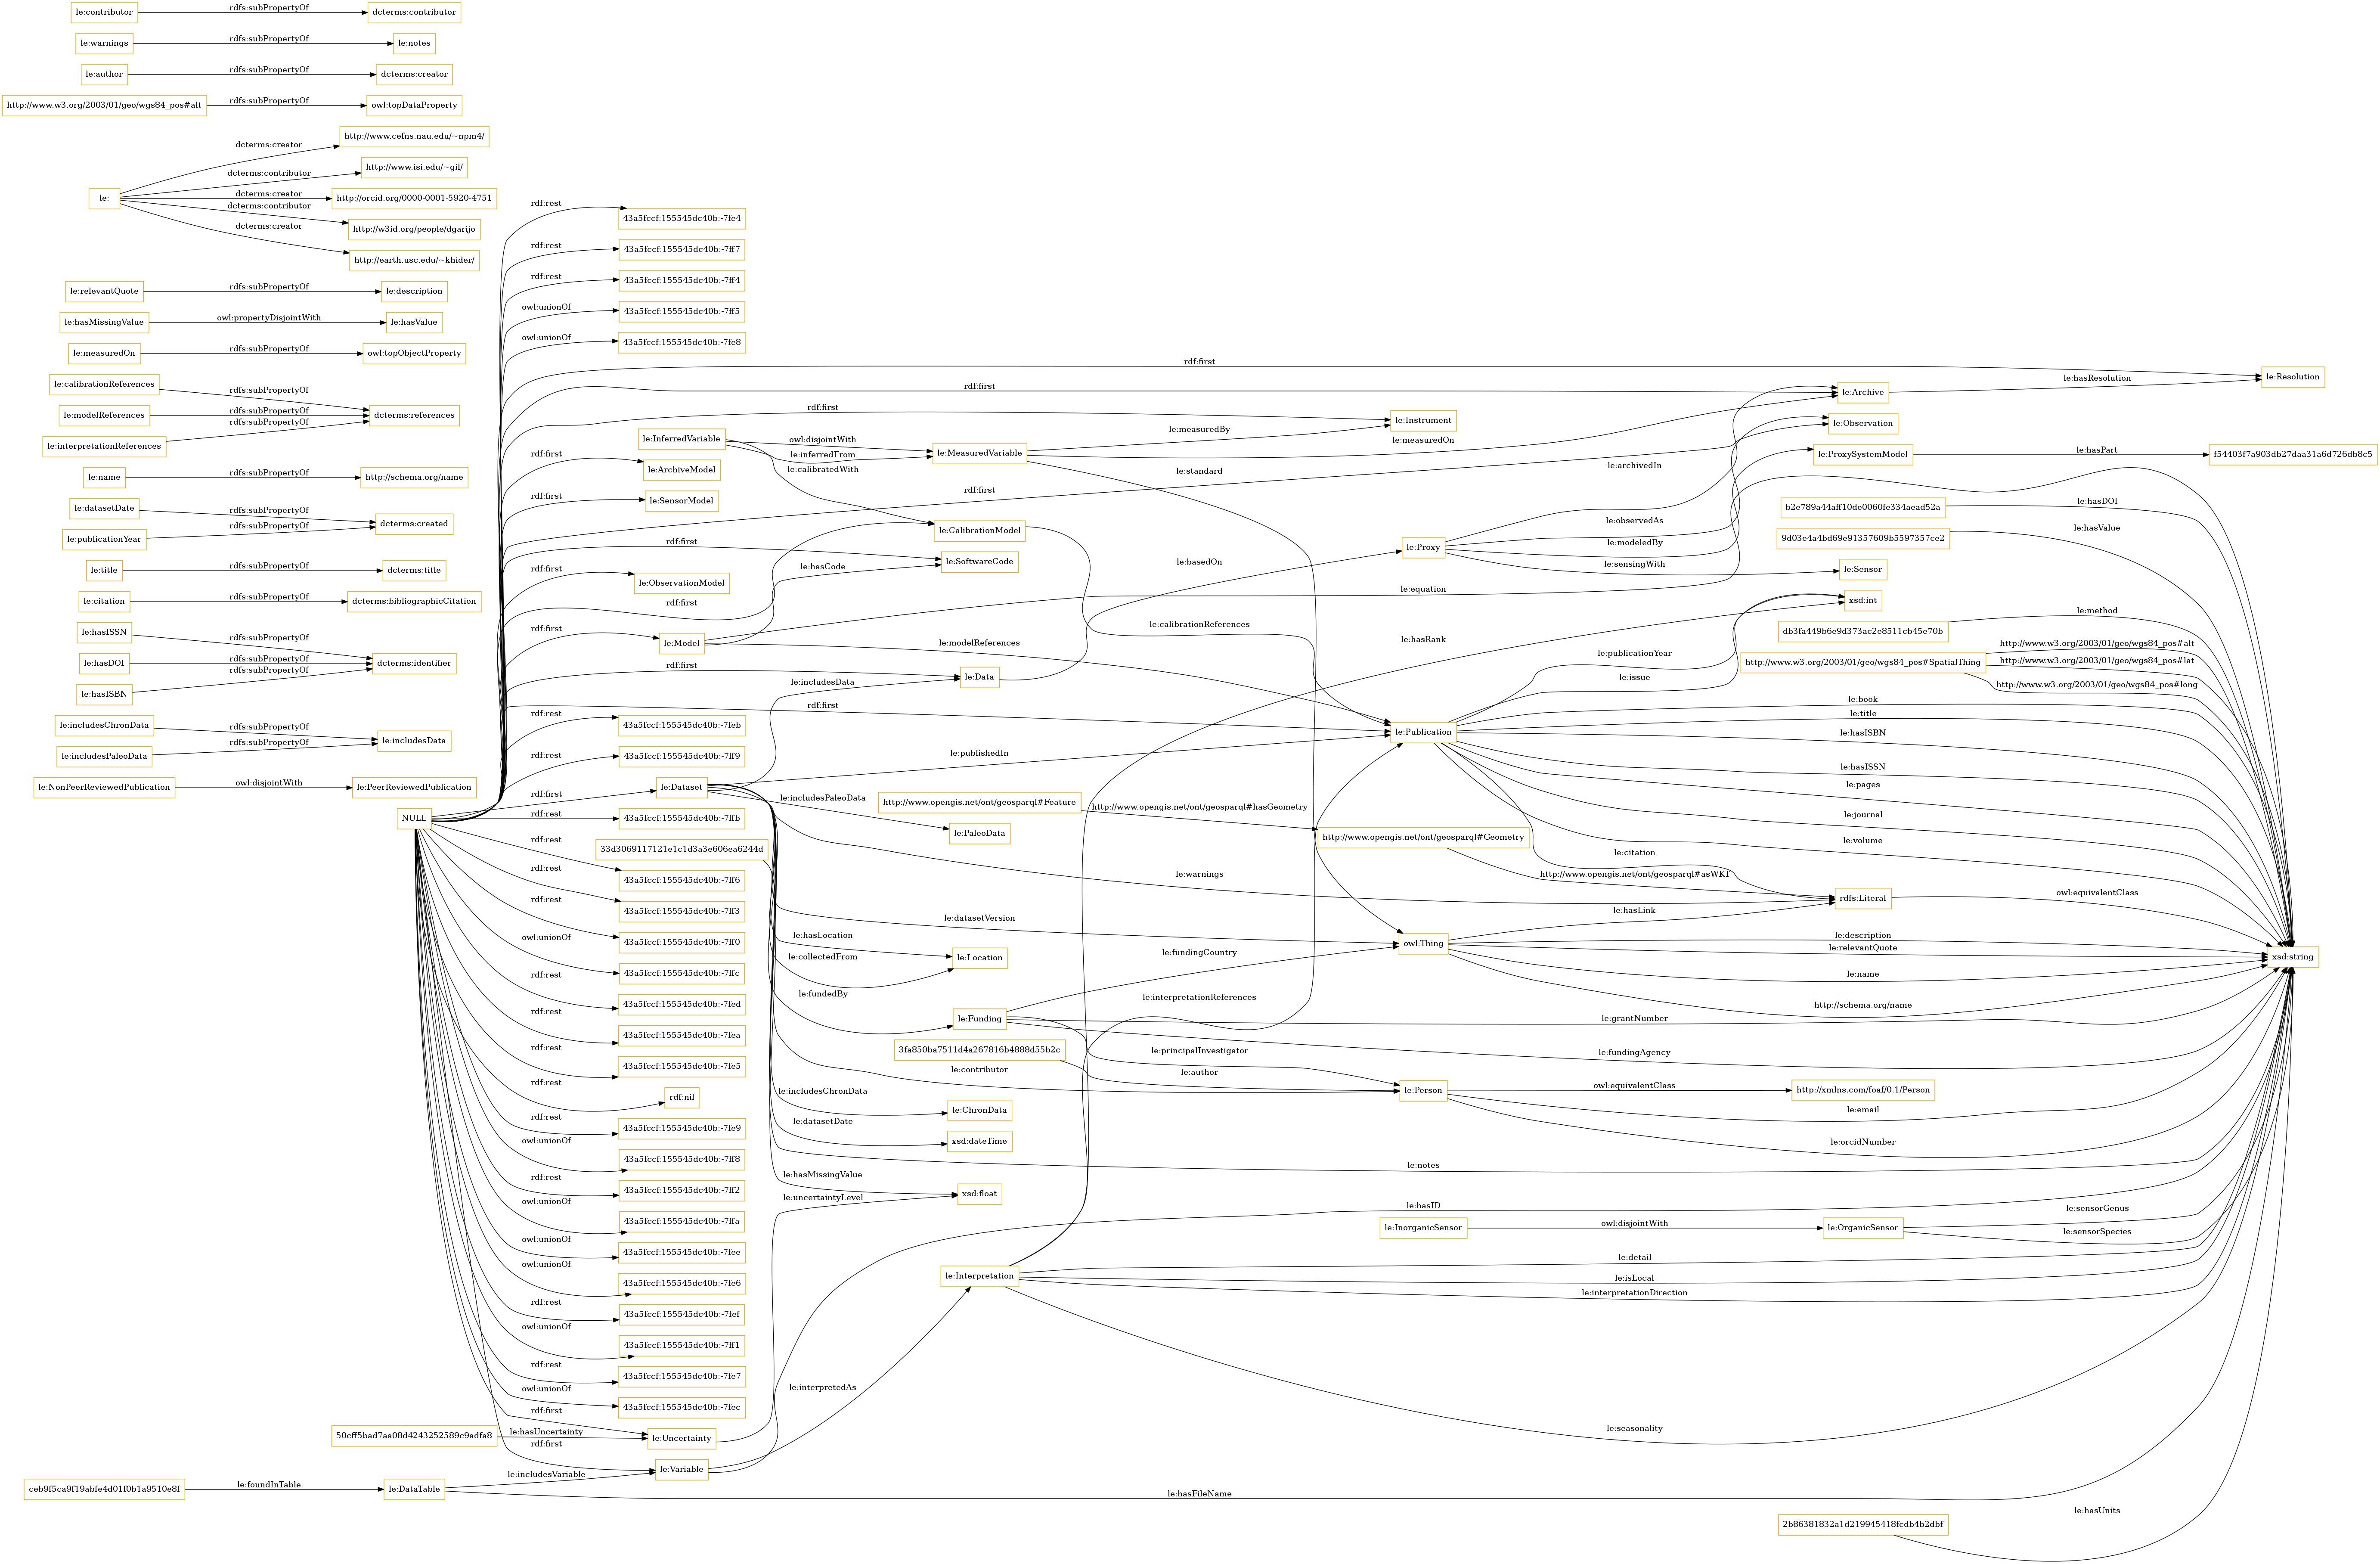 le:contributor
rdfs:subPropertyOf
dcterms:contributor
le:warnings
rdfs:subPropertyOf
le:notes
le:author
rdfs:subPropertyOf
dcterms:creator
http://www.w3.org/2003/01/geo/wgs84_pos#alt
rdfs:subPropertyOf
owl:topDataProperty
le:
dcterms:creator
http://www.cefns.nau.edu/~npm4/
dcterms:contributor
http://www.isi.edu/~gil/
dcterms:creator
http://orcid.org/0000-0001-5920-4751
dcterms:contributor
http://w3id.org/people/dgarijo
dcterms:creator
http://earth.usc.edu/~khider/
le:relevantQuote
rdfs:subPropertyOf
le:description
le:hasMissingValue
owl:propertyDisjointWith
le:hasValue
le:measuredOn
rdfs:subPropertyOf
owl:topObjectProperty
le:calibrationReferences
rdfs:subPropertyOf
le:modelReferences
rdfs:subPropertyOf
dcterms:references
le:interpretationReferences
rdfs:subPropertyOf
le:name
rdfs:subPropertyOf
http://schema.org/name
le:datasetDate
rdfs:subPropertyOf
dcterms:created
le:publicationYear
rdfs:subPropertyOf
le:title
rdfs:subPropertyOf
dcterms:title
le:citation
rdfs:subPropertyOf
dcterms:bibliographicCitation
le:hasISSN
rdfs:subPropertyOf
le:hasDOI
rdfs:subPropertyOf
dcterms:identifier
le:hasISBN
rdfs:subPropertyOf
le:includesChronData
rdfs:subPropertyOf
le:includesData
le:includesPaleoData
rdfs:subPropertyOf
le:NonPeerReviewedPublication
owl:disjointWith
le:PeerReviewedPublication
NULL
rdf:rest
43a5fccf:155545dc40b:-7fe4
rdf:rest
43a5fccf:155545dc40b:-7ff7
rdf:rest
43a5fccf:155545dc40b:-7ff4
owl:unionOf
43a5fccf:155545dc40b:-7ff5
owl:unionOf
43a5fccf:155545dc40b:-7fe8
rdf:first
le:Resolution
rdf:first
le:Archive
le:hasResolution
rdf:first
le:Instrument
le:InferredVariable
owl:disjointWith
le:inferredFrom
le:calibratedWith
le:MeasuredVariable
le:measuredBy
le:measuredOn
le:standard
le:archivedIn
le:Observation
le:ProxySystemModel
le:hasPart
f54403f7a903db27daa31a6d726db8c5
rdf:first
le:ArchiveModel
rdf:first
le:SensorModel
rdf:first
le:CalibrationModel
rdf:first
le:SoftwareCode
rdf:first
le:ObservationModel
le:hasCode
rdf:first
rdf:first
le:Model
le:basedOn
le:Proxy
le:observedAs
le:modeledBy
le:sensingWith
le:Sensor
le:equation
b2e789a44aff10de0060fe334aead52a
le:hasDOI
9d03e4a4bd69e91357609b5597357ce2
le:hasValue
xsd:int
db3fa449b6e9d373ac2e8511cb45e70b
le:method
http://www.w3.org/2003/01/geo/wgs84_pos#SpatialThing
http://www.w3.org/2003/01/geo/wgs84_pos#alt
http://www.w3.org/2003/01/geo/wgs84_pos#lat
http://www.w3.org/2003/01/geo/wgs84_pos#long
le:calibrationReferences
le:modelReferences
le:hasRank
le:publicationYear
le:issue
rdf:first
le:Data
le:includesData
rdf:first
le:Publication
le:book
le:title
le:hasISBN
le:hasISSN
le:pages
le:journal
le:volume
le:citation
rdf:rest
43a5fccf:155545dc40b:-7feb
rdf:rest
43a5fccf:155545dc40b:-7ff9
le:publishedIn
rdf:first
le:Dataset
le:includesPaleoData
le:PaleoData
http://www.opengis.net/ont/geosparql#Feature
http://www.opengis.net/ont/geosparql#hasGeometry
http://www.opengis.net/ont/geosparql#Geometry
http://www.opengis.net/ont/geosparql#asWKT
rdf:rest
43a5fccf:155545dc40b:-7ffb
33d3069117121e1c1d3a3e606ea6244d
rdf:rest
43a5fccf:155545dc40b:-7ff6
le:warnings
rdfs:Literal
owl:equivalentClass
rdf:rest
43a5fccf:155545dc40b:-7ff3
le:datasetVersion
le:hasLink
rdf:rest
43a5fccf:155545dc40b:-7ff0
le:hasLocation
le:Location
le:collectedFrom
owl:Thing
le:description
le:relevantQuote
le:name
http://schema.org/name
xsd:string
owl:unionOf
43a5fccf:155545dc40b:-7ffc
le:fundedBy
le:fundingCountry
le:Funding
le:interpretationReferences
le:grantNumber
le:fundingAgency
rdf:rest
43a5fccf:155545dc40b:-7fed
rdf:rest
43a5fccf:155545dc40b:-7fea
3fa850ba7511d4a267816b4888d55b2c
le:principalInvestigator
le:author
rdf:rest
43a5fccf:155545dc40b:-7fe5
le:contributor
le:Person
owl:equivalentClass
http://xmlns.com/foaf/0.1/Person
le:email
le:orcidNumber
rdf:rest
rdf:nil
le:includesChronData
le:ChronData
rdf:rest
43a5fccf:155545dc40b:-7fe9
le:datasetDate
xsd:dateTime
owl:unionOf
43a5fccf:155545dc40b:-7ff8
le:notes
rdf:rest
43a5fccf:155545dc40b:-7ff2
le:hasMissingValue
xsd:float
le:uncertaintyLevel
owl:unionOf
43a5fccf:155545dc40b:-7ffa
le:hasID
le:InorganicSensor
owl:disjointWith
le:OrganicSensor
le:sensorGenus
le:sensorSpecies
owl:unionOf
43a5fccf:155545dc40b:-7fee
owl:unionOf
43a5fccf:155545dc40b:-7fe6
le:Interpretation
le:detail
le:isLocal
le:interpretationDirection
le:seasonality
rdf:rest
43a5fccf:155545dc40b:-7fef
owl:unionOf
43a5fccf:155545dc40b:-7ff1
rdf:rest
43a5fccf:155545dc40b:-7fe7
le:interpretedAs
owl:unionOf
43a5fccf:155545dc40b:-7fec
rdf:first
50cff5bad7aa08d4243252589c9adfa8
le:hasUncertainty
le:Uncertainty
rdf:first
le:Variable
ceb9f5ca9f19abfe4d01f0b1a9510e8f
le:foundInTable
le:DataTable
le:includesVariable
le:hasFileName
2b86381832a1d219945418fcdb4b2dbf
le:hasUnits